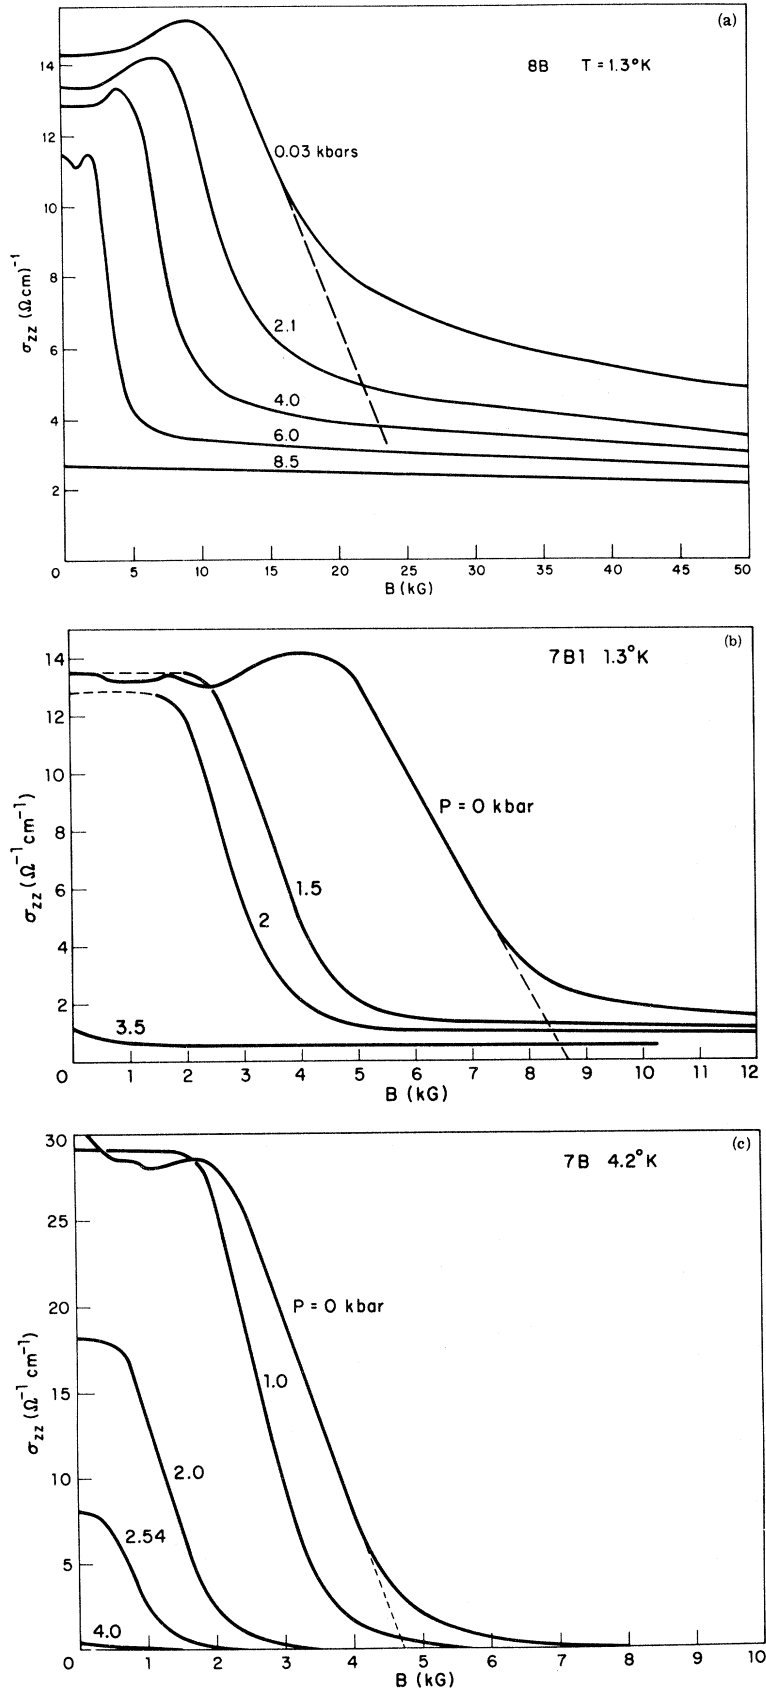 (a)
8B T = 1.3°K
14
12
10
8
6
4
2
σzz (Ω cm)⁻¹
0.03 kbars
2.1
4.0
6.0
8.5
0 5 10 15 20 25 30 35 40 45 50
B (kG)
(b)
7B1 1.3°K
14
12
10
8
6
4
2
σzz (Ω⁻¹ cm⁻¹)
P = 0 kbar
1.5
2
3.5
0 1 2 3 4 5 6 7 8 9 10 11 12
B (kG)
(c)
7B 4.2°K
30
25
20
15
10
5
σzz (Ω⁻¹ cm⁻¹)
P = 0 kbar
1.0
2.0
2.54
4.0
0 1 2 3 4 5 6 7 8 9 10
B (kG)